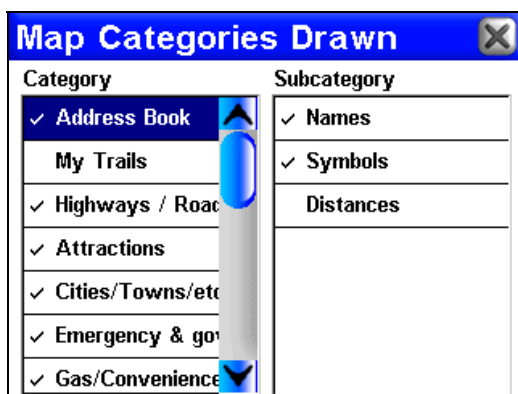 Map Categories Drawn
Category
Address Book
My Trails
Highways / Road
Attractions
Cities/Towns/etc
Emergency & gov
Gas/Convenience
Subcategory
Names
Symbols
Distances